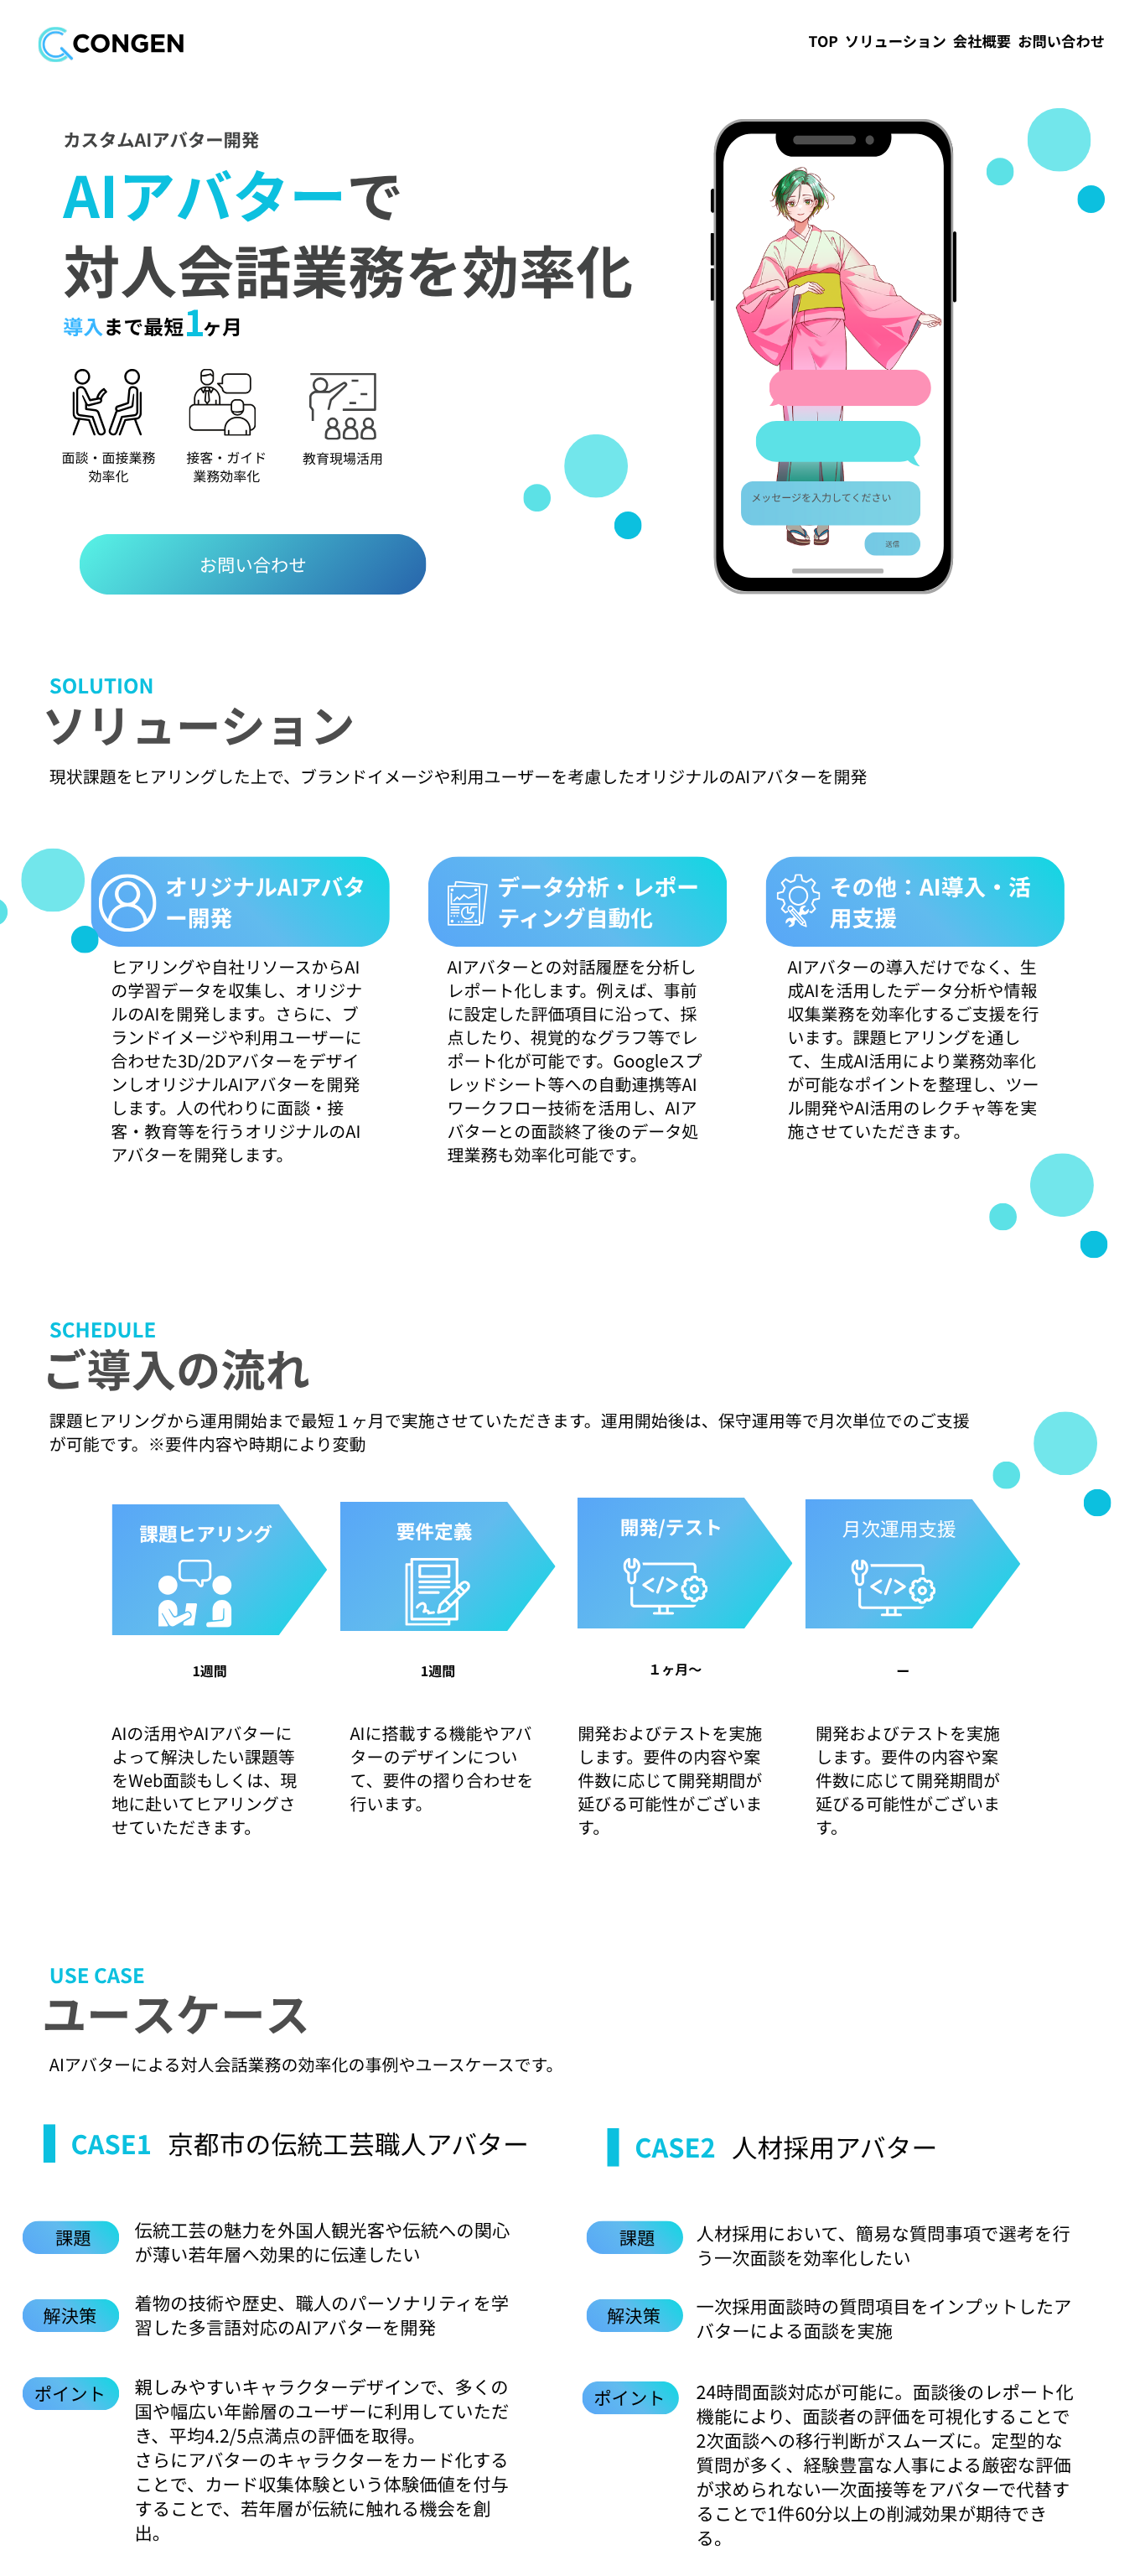 CONGEN
TOP ソリューション 会社概要 お問い合わせ
カスタムAIアバター開発
AIアバターで
対人会話業務を効率化
導入まで最短1ヶ月
面談・面接業務
効率化
接客・ガイド
業務効率化
教育現場活用
お問い合わせ
メッセージを入力してください
送信
SOLUTION
ソリューション
現状課題をヒアリングした上で、ブランドイメージや利用ユーザーを考慮したオリジナルのAIアバターを開発
オリジナルAIアバタ
ー開発
ヒアリングや自社リソースからAI
の学習データを収集し、オリジナ
ルのAIを開発します。さらに、ブ
ランドイメージや利用ユーザーに
合わせた3D/2Dアバターをデザイ
ンしオリジナルAIアバターを開発
します。人の代わりに面談・接
客・教育等を行うオリジナルのAI
アバターを開発します。
データ分析・レポー
ティング自動化
AIアバターとの対話履歴を分析し
レポート化します。例えば、事前
に設定した評価項目に沿って、採
点したり、視覚的なグラフ等でレ
ポート化が可能です。Googleスプ
レッドシート等への自動連携等AI
ワークフロー技術を活用し、AIア
バターとの面談終了後のデータ処
理業務も効率化可能です。
その他：AI導入・活
用支援
AIアバターの導入だけでなく、生
成AIを活用したデータ分析や情報
収集業務を効率化するご支援を行
います。課題ヒアリングを通し
て、生成AI活用により業務効率化
が可能なポイントを整理し、ツー
ル開発やAI活用のレクチャ等を実
施させていただきます。
SCHEDULE
ご導入の流れ
課題ヒアリングから運用開始まで最短１ヶ月で実施させていただきます。運用開始後は、保守運用等で月次単位でのご支援
が可能です。※要件内容や時期により変動
課題ヒアリング
1週間
AIの活用やAIアバターに
よって解決したい課題等
をWeb面談もしくは、現
地に赴いてヒアリングさ
せていただきます。
要件定義
1週間
AIに搭載する機能やアバ
ターのデザインについ
て、要件の摺り合わせを
行います。
開発/テスト
</>
１ヶ月〜
開発およびテストを実施
します。要件の内容や案
件数に応じて開発期間が
延びる可能性がございま
す。
月次運用支援
</>
ー
開発およびテストを実施
します。要件の内容や案
件数に応じて開発期間が
延びる可能性がございま
す。
USE CASE
ユースケース
AIアバターによる対人会話業務の効率化の事例やユースケースです。
CASE1 京都市の伝統工芸職人アバター
課題
伝統工芸の魅力を外国人観光客や伝統への関心
が薄い若年層へ効果的に伝達したい
解決策
着物の技術や歴史、職人のパーソナリティを学
習した多言語対応のAIアバターを開発
ポイント
親しみやすいキャラクターデザインで、多くの
国や幅広い年齢層のユーザーに利用していただ
き、平均4.2/5点満点の評価を取得。
さらにアバターのキャラクターをカード化する
ことで、カード収集体験という体験価値を付与
することで、若年層が伝統に触れる機会を創
出。
CASE2 人材採用アバター
課題
人材採用において、簡易な質問事項で選考を行
う一次面談を効率化したい
解決策
一次採用面談時の質問項目をインプットしたア
バターによる面談を実施
ポイント
24時間面談対応が可能に。面談後のレポート化
機能により、面談者の評価を可視化することで
2次面談への移行判断がスムーズに。定型的な
質問が多く、経験豊富な人事による厳密な評価
が求められない一次面接等をアバターで代替す
ることで1件60分以上の削減効果が期待でき
る。